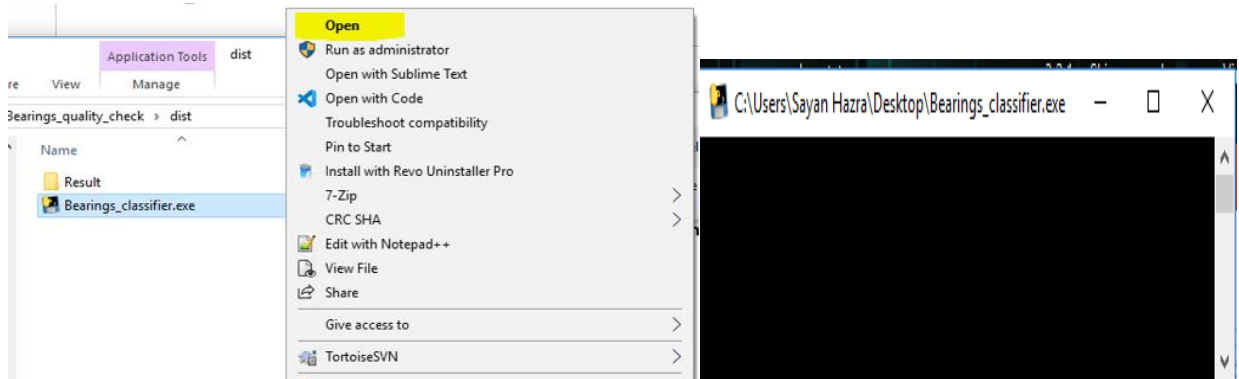 Application Tools
dist
View
Manage
Bearings_quality_check > dist
Name
Result
Bearings_classifier.exe
Open
Run as administrator
Open with Sublime Text
Open with Code
Troubleshoot compatibility
Pin to Start
Install with Revo Uninstaller Pro
7-Zip
CRC SHA
Edit with Notepad++
View File
Share
Give access to
TortoiseSVN
C:\Users\Sayan Hazra\Desktop\Bearings_classifier.exe